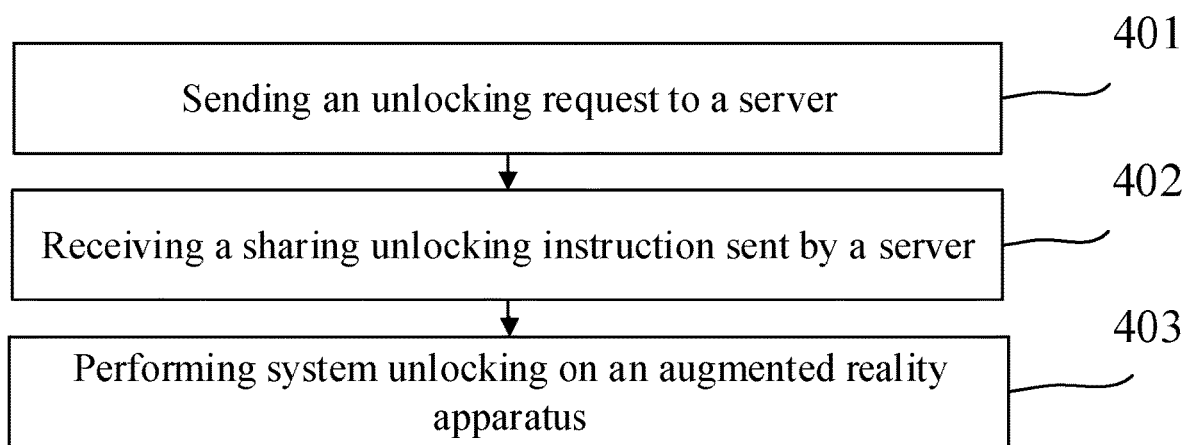 401
Sending an unlocking request to a server
402
Receiving a sharing unlocking instruction sent by a server
403
Performing system unlocking on an augmented reality
apparatus